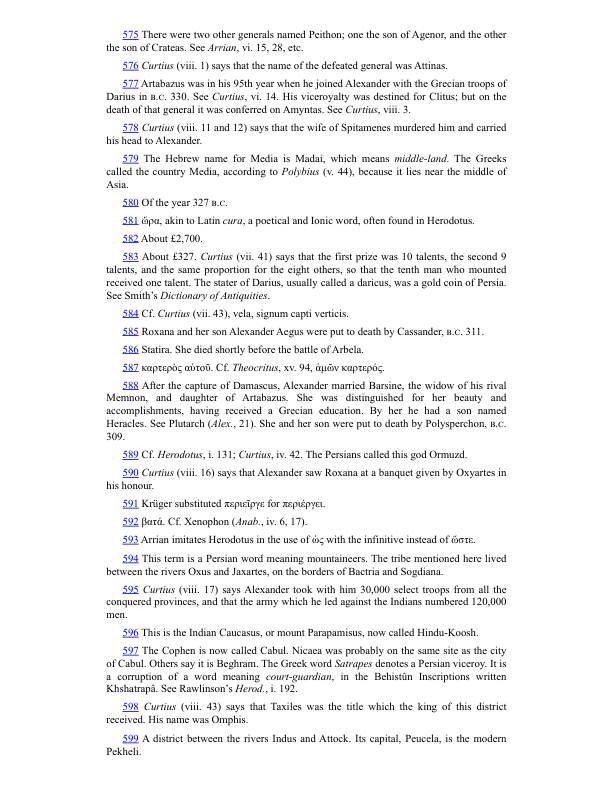 575 There were two other generals named Peithon; one the son of Agenor, and the other
the son of Crateas. See Arrian, vi. 15, 28, etc.
576 Curtius (viii. 1) says that the name of the defeated general was Attinas.
577 Artabazus was in his 95th year when he joined Alexander with the Grecian troops of
Darius in B.C. 330. See Curtius, vi. 14. His viceroyalty was destined for Clitus; but on the
death of that general it was conferred on Amyntas. See Curtius, viii. 3.
578 Curtius (viii. 11 and 12) says that the wife of Spitamenes murdered him and carried
his head to Alexander.
579 The Hebrew name for Media is Madai, which means middle-land. The Greeks
called the country Media, according to Polybius (v. 44), because it lies near the middle of
Asia.
580 Of the year 327 B.C.
581 ὤρα, akin to Latin cura, a poetical and Ionic word, often found in Herodotus.
582 About £2,700.
583 About £327. Curtius (vii. 41) says that the first prize was 10 talents, the second 9
talents, and the same proportion for the eight others, so that the tenth man who mounted
received one talent. The stater of Darius, usually called a daricus, was a gold coin of Persia.
See Smith’s Dictionary of Antiquities.
584 Cf. Curtius (vii. 43), vela, signum capti verticis.
585 Roxana and her son Alexander Aegus were put to death by Cassander, B.C. 311.
586 Statira. She died shortly before the battle of Arbela.
587 καρτερὸς αὑτοῦ. Cf. Theocritus, xv. 94, ἁμῶν καρτερός.
588 After the capture of Damascus, Alexander married Barsine, the widow of his rival
Memnon, and daughter of Artabazus. She was distinguished for her beauty and
accomplishments, having received a Grecian education. By her he had a son named
Heracles. See Plutarch (Alex., 21). She and her son were put to death by Polysperchon, B.C.
309.
589 Cf. Herodotus, i. 131; Curtius, iv. 42. The Persians called this god Ormuzd.
590 Curtius (viii. 16) says that Alexander saw Roxana at a banquet given by Oxyartes in
his honour.
591 Krüger substituted περιεῖργε for περιέργει.
592 βατά. Cf. Xenophon (Anab., iv. 6, 17).
593 Arrian imitates Herodotus in the use of ὡς with the infinitive instead of ὥστε.
594 This term is a Persian word meaning mountaineers. The tribe mentioned here lived
between the rivers Oxus and Jaxartes, on the borders of Bactria and Sogdiana.
595 Curtius (viii. 17) says Alexander took with him 30,000 select troops from all the
conquered provinces, and that the army which he led against the Indians numbered 120,000
men.
596 This is the Indian Caucasus, or mount Parapamisus, now called Hindu-Koosh.
597 The Cophen is now called Cabul. Nicaea was probably on the same site as the city
of Cabul. Others say it is Beghram. The Greek word Satrapes denotes a Persian viceroy. It is
a corruption of a word meaning court-guardian, in the Behistûn Inscriptions written
Khshatrapâ. See Rawlinson’s Herod., i. 192.
598 Curtius (viii. 43) says that Taxiles was the title which the king of this district
received. His name was Omphis.
599 A district between the rivers Indus and Attock. Its capital, Peucela, is the modern
Pekheli.